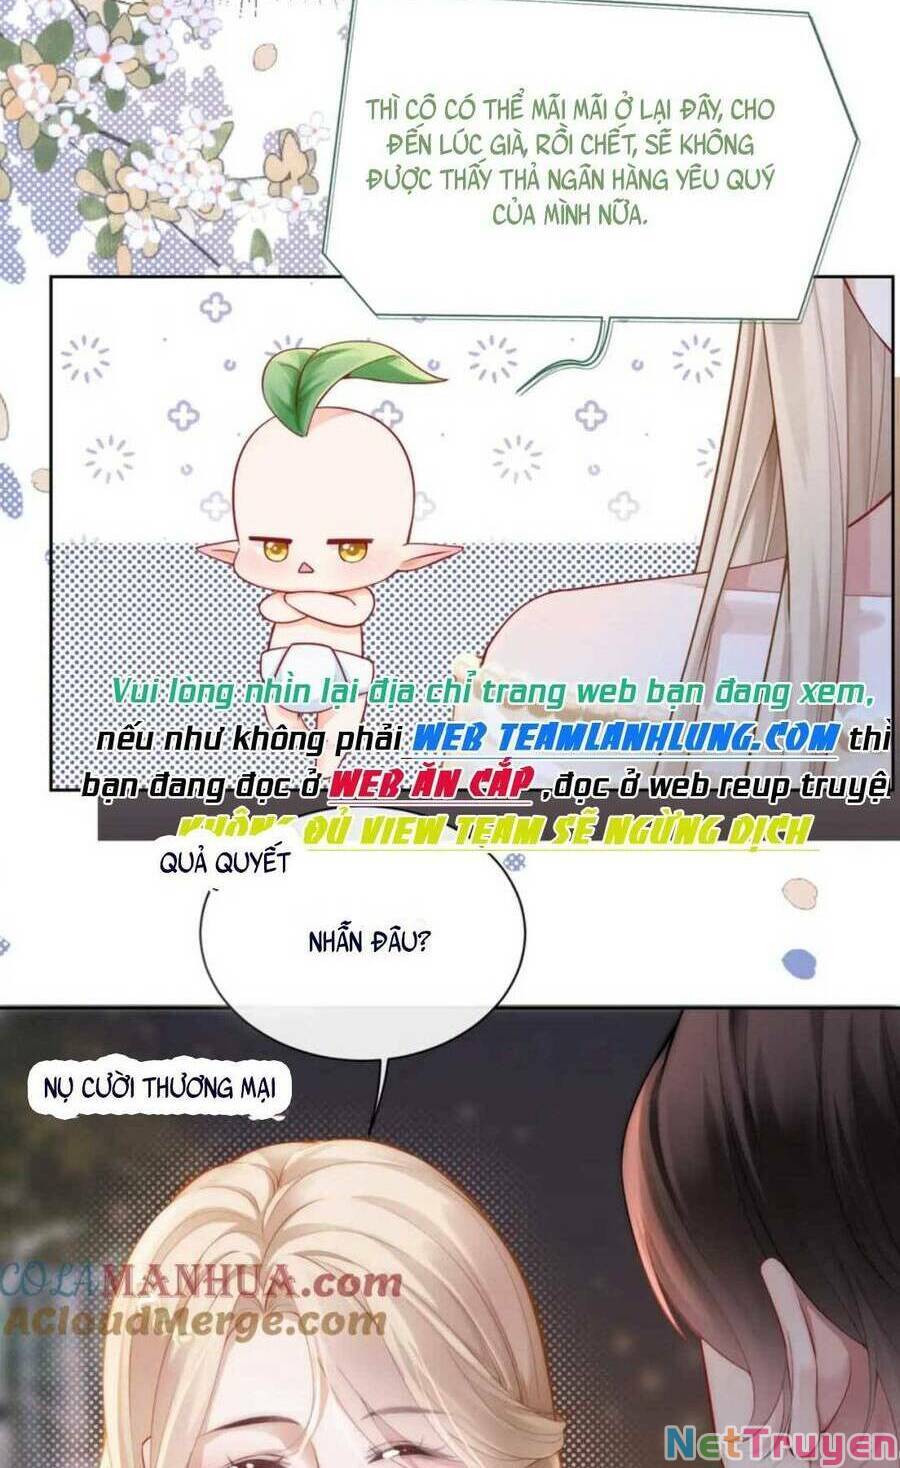 THÌ CÔ CÓ THỂ MÃI MÃI Ở LẠI ĐÂY, CHO
ĐẾN LÚC GIÀ, RỒI CHẾT, SẼ KHÔNG
ĐƯỢC THẤY THẢ NGÂN HÀNG YÊU QUÝ
CỦA MÌNH NỮA.
Vui lòng nhìn lại địa chỉ trang web bạn đang xem,
nếu như không phải WEB TEAMLANHLUNG.COM thì
bạn đang đọc ở WEB ĂN CẮP ,đọc ở web reup truyện
KHÔNG ĐỦ VIEW TEAM SẼ NGỪNG DỊCH
QUẢ QUYẾT
NHẪN ĐÂU?
NỤ CƯỜI THƯƠNG MẠI
COLAMANHUA.com
ACloudMerge.com
NetTruyen